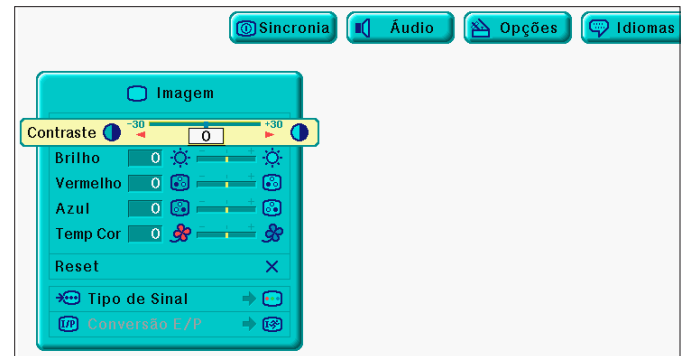 Sincronia
Áudio
Opções
Idiomas
Imagem
Contraste -30 0 +30
Brilho 0 - +
Vermelho 0 - +
Azul 0 - +
Temp Cor 0 - +
Reset
Tipo de Sinal
I/P Conversão E/P